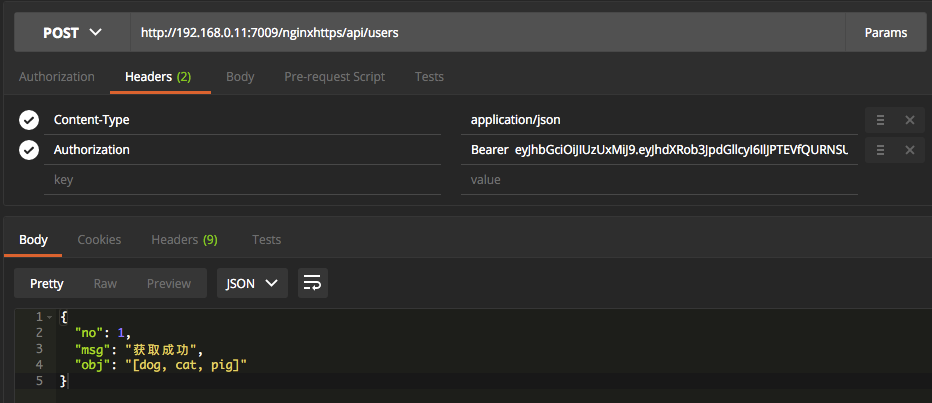 POST http://192.168.0.11:7009/nginxhttps/api/users Params
Authorization Headers (2) Body Pre-request Script Tests
Content-Type application/json
Authorization Bearer eyJhbGciOiJIUzUxMiJ9.eyJhdXRob3JpdGllcyI6IlJPTEVfQURNSU
key value
Body Cookies Headers (9) Tests
Pretty Raw Preview JSON
1 {
2 "no": 1,
3 "msg": "获取成功",
4 "obj": "[dog, cat, pig]"
5 }